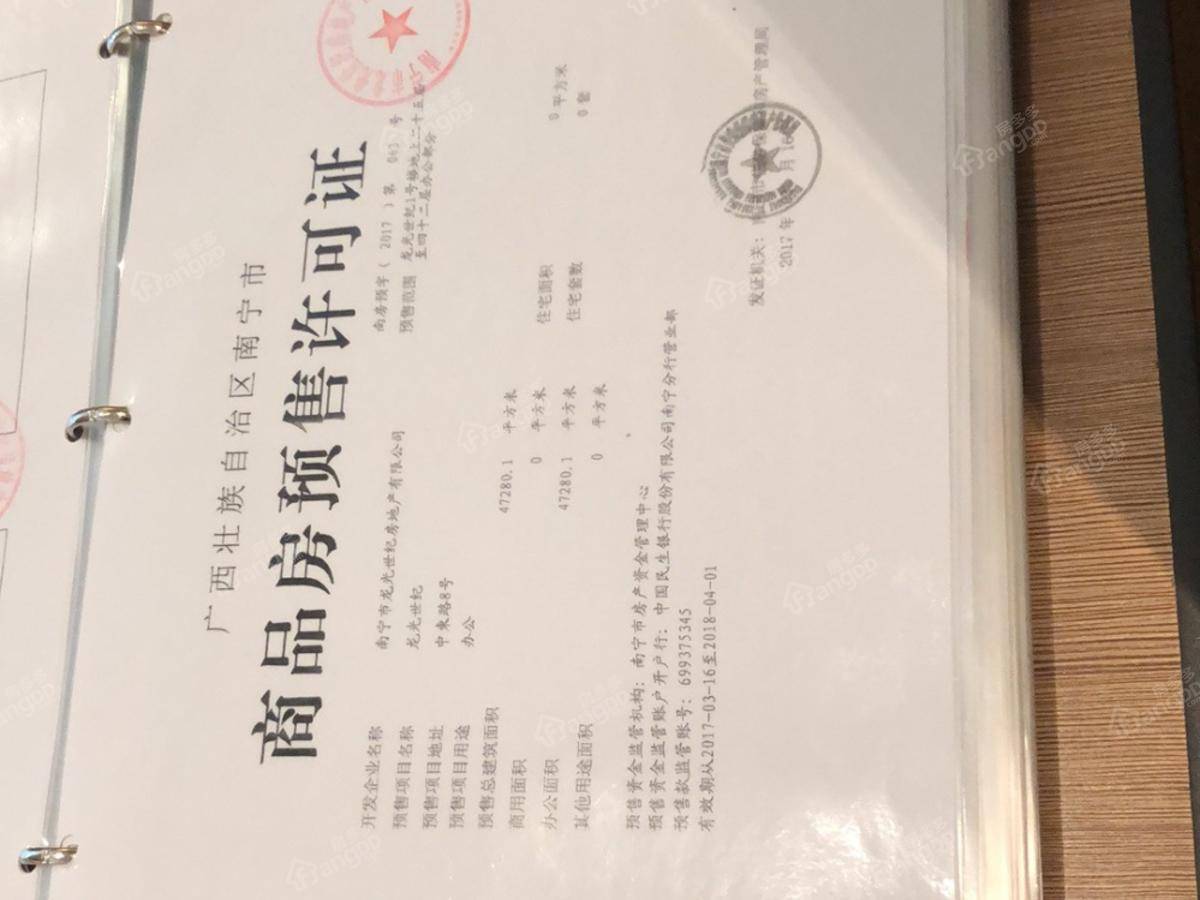 广西壮族自治区南宁市
商品房预售许可证
南房预字( 2017 )第 号
开发企业名称 南宁市龙光世纪房地产有限公司
预售范围 龙光世纪1号楼地上二十五层
至四十二层办公部分
预售项目名称 龙光世纪
预售项目地址 中柬路8号
预售项目用途 办公
预售总建筑面积 47280.1 平方米
商用面积 0 平方米 住宅面积 0 平方米
办公面积 47280.1 平方米 住宅套数 0 套
其他用途面积 0 平方米
预售资金监管机构: 南宁市房产资金管理中心
预售资金监管账户开户行: 中国民生银行股份有限公司南宁分行营业部
预售款监管账号: 699375345
有效期从2017-03-16至2018-04-01
发证机关: 房产管理局
2017 年 月 16
房多多
Fangdd